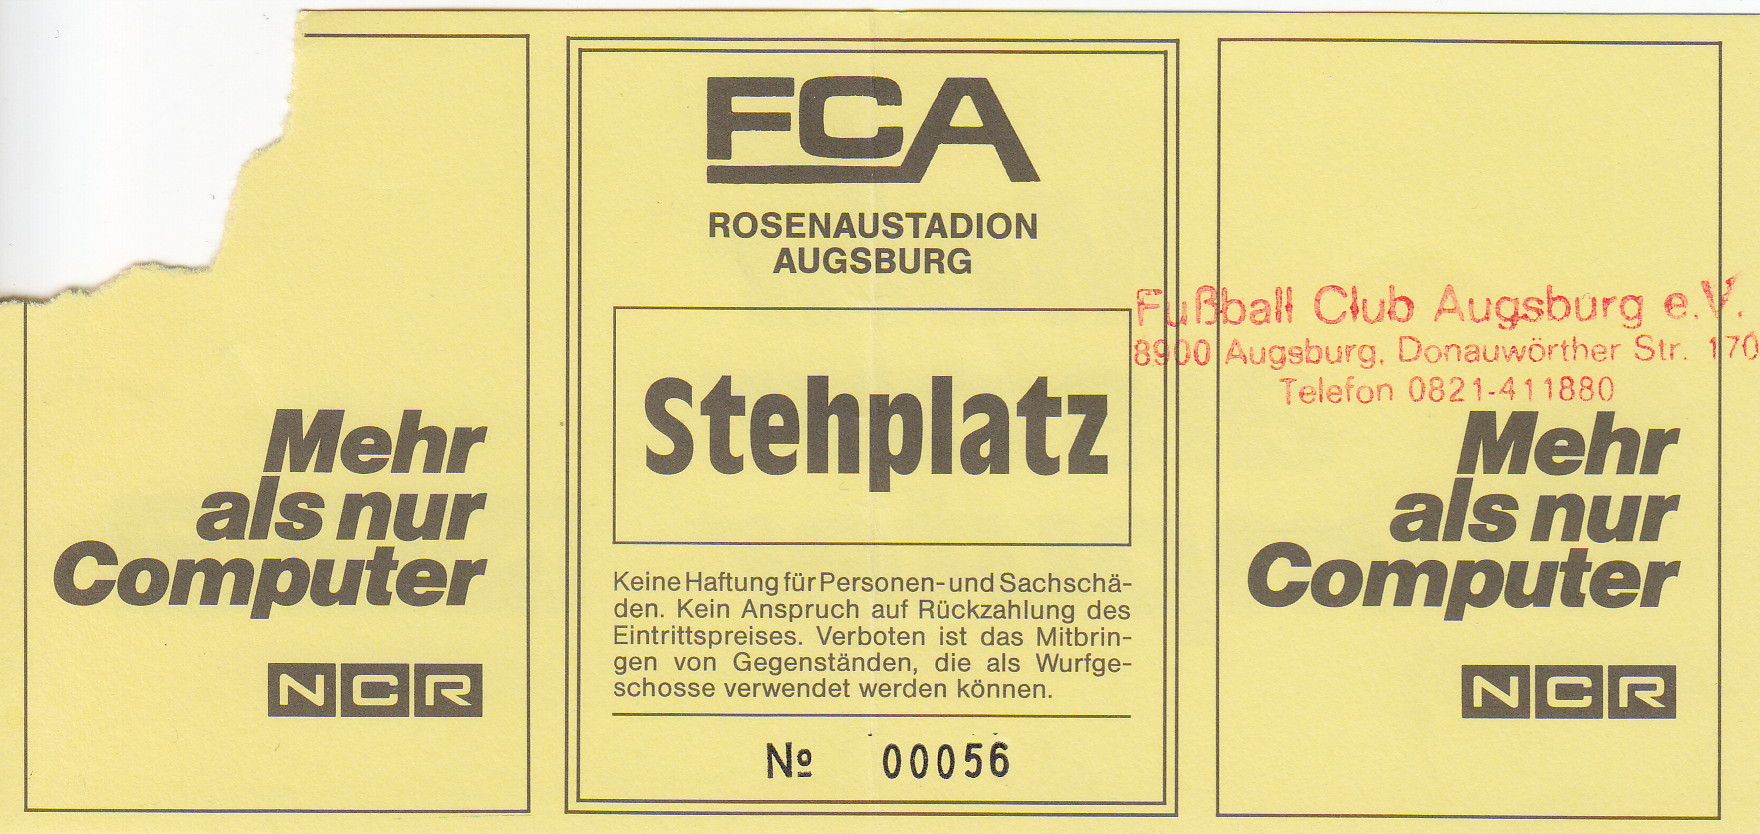 Mehr
als nur
Computer
NCR
FCA
ROSENAUSTADION
AUGSBURG
Stehplatz
Keine Haftung für Personen- und Sachschä-
den. Kein Anspruch auf Rückzahlung des
Eintrittspreises. Verboten ist das Mitbrin-
gen von Gegenständen, die als Wurfge-
schosse verwendet werden können.
Nº 00056
Fußball Club Augsburg e.V.
8900 Augsburg, Donauwörther Str. 170
Telefon 0821-411880
Mehr
als nur
Computer
NCR